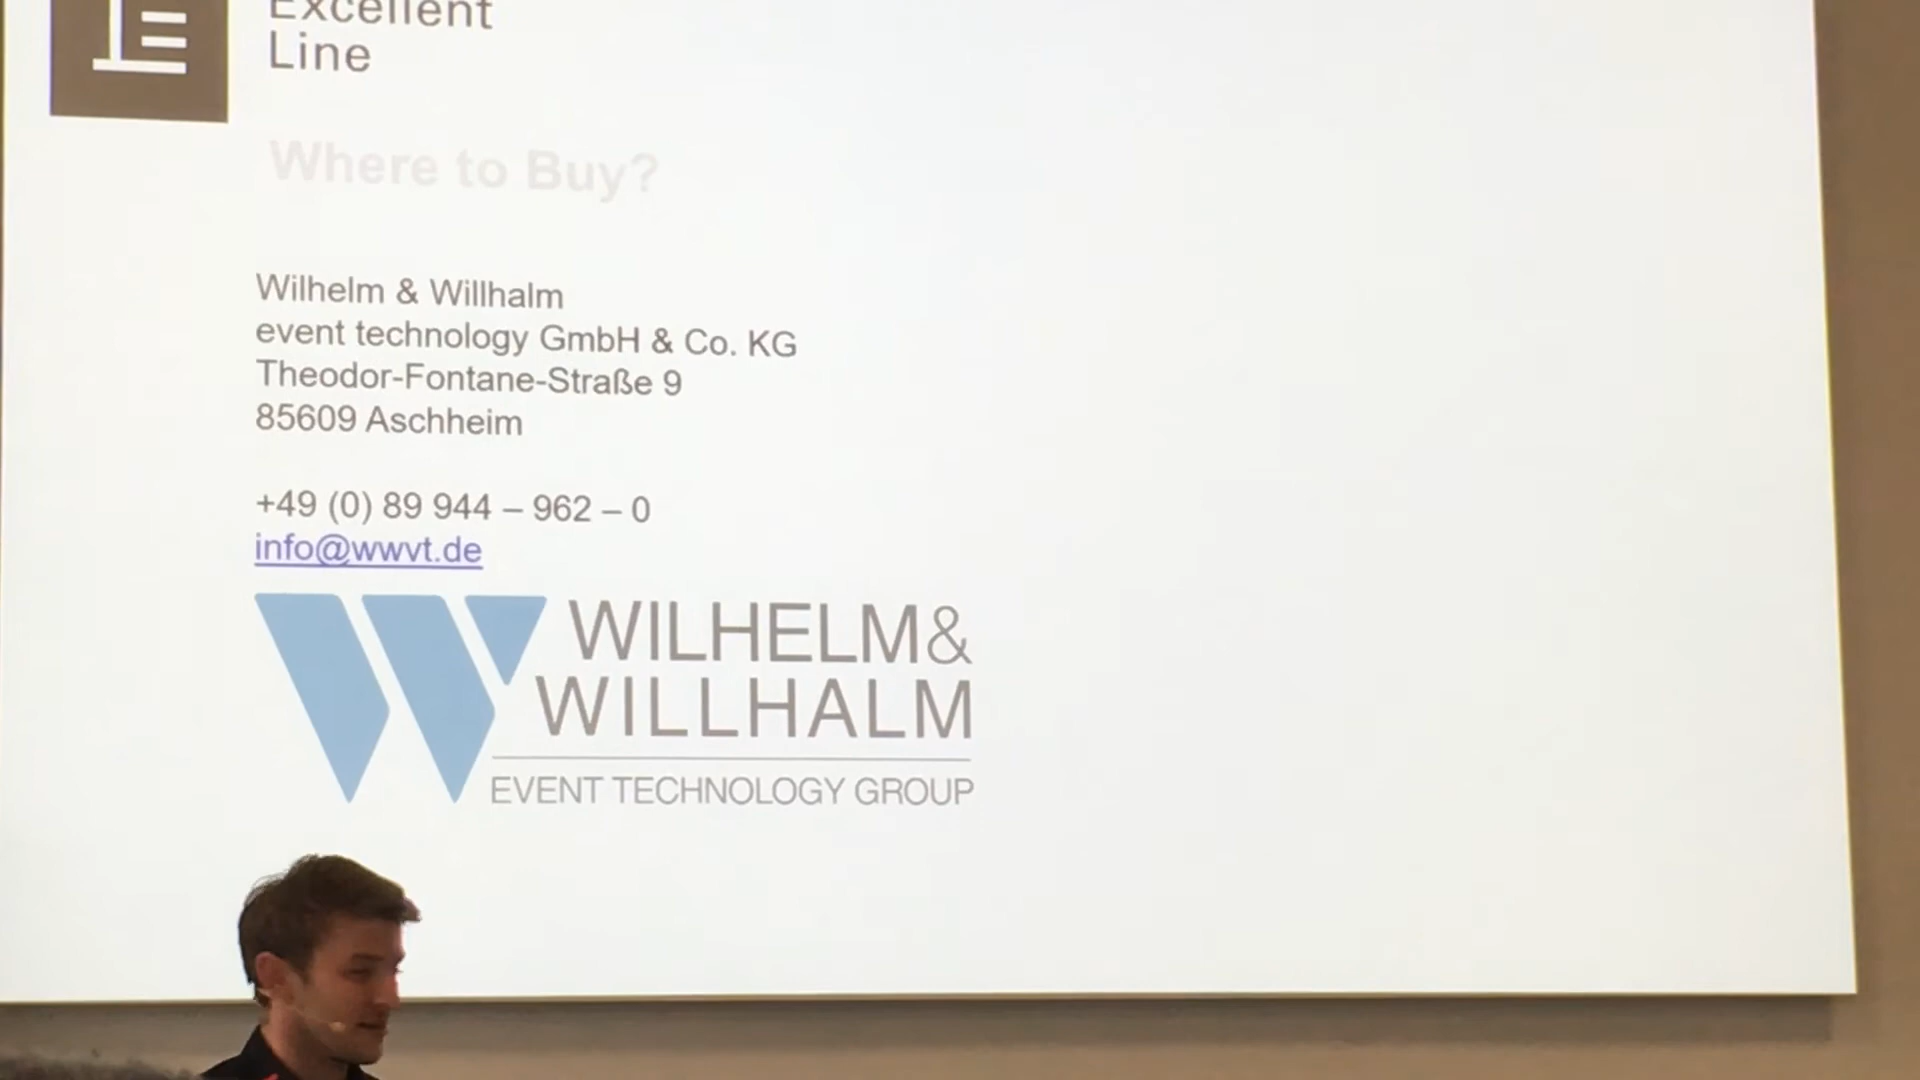 Excellent
Line
Where to Buy?
Wilhelm & Willhalm
event technology GmbH & Co. KG
Theodor-Fontane-Straße 9
85609 Aschheim
+49 (0) 89 944 – 962 – 0
info@wwvt.de
WILHELM&
WILLHALM
EVENT TECHNOLOGY GROUP